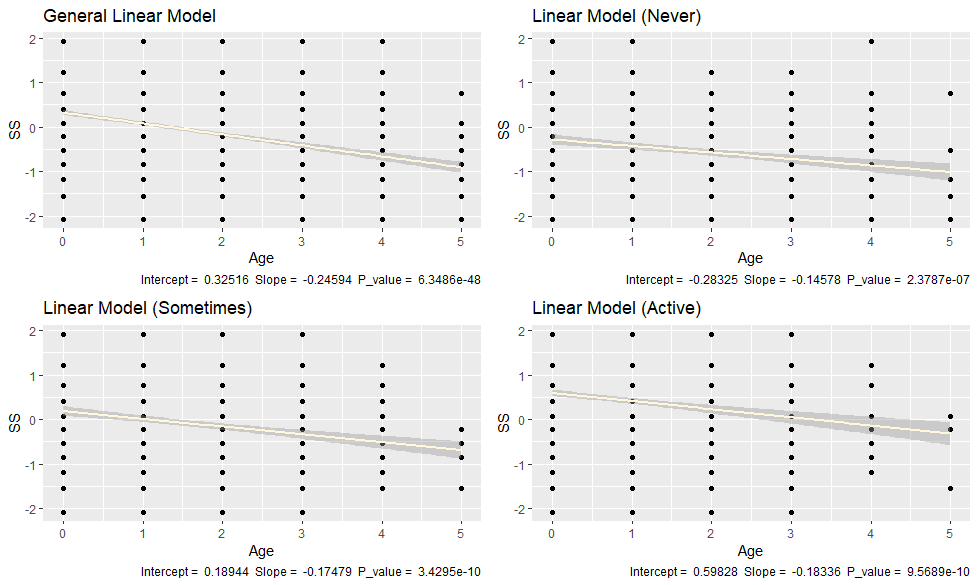 General Linear Model
2
1
0
-1
-2
SS
0 1 2 3 4 5
Age
Intercept = 0.32516 Slope = -0.24594 P_value = 6.3486e-48
Linear Model (Never)
2
1
0
-1
-2
SS
0 1 2 3 4 5
Age
Intercept = -0.28325 Slope = -0.14578 P_value = 2.3787e-07
Linear Model (Sometimes)
2
1
0
-1
-2
SS
0 1 2 3 4 5
Age
Intercept = 0.18944 Slope = -0.17479 P_value = 3.4295e-10
Linear Model (Active)
2
1
0
-1
-2
SS
0 1 2 3 4 5
Age
Intercept = 0.59828 Slope = -0.18336 P_value = 9.5689e-10